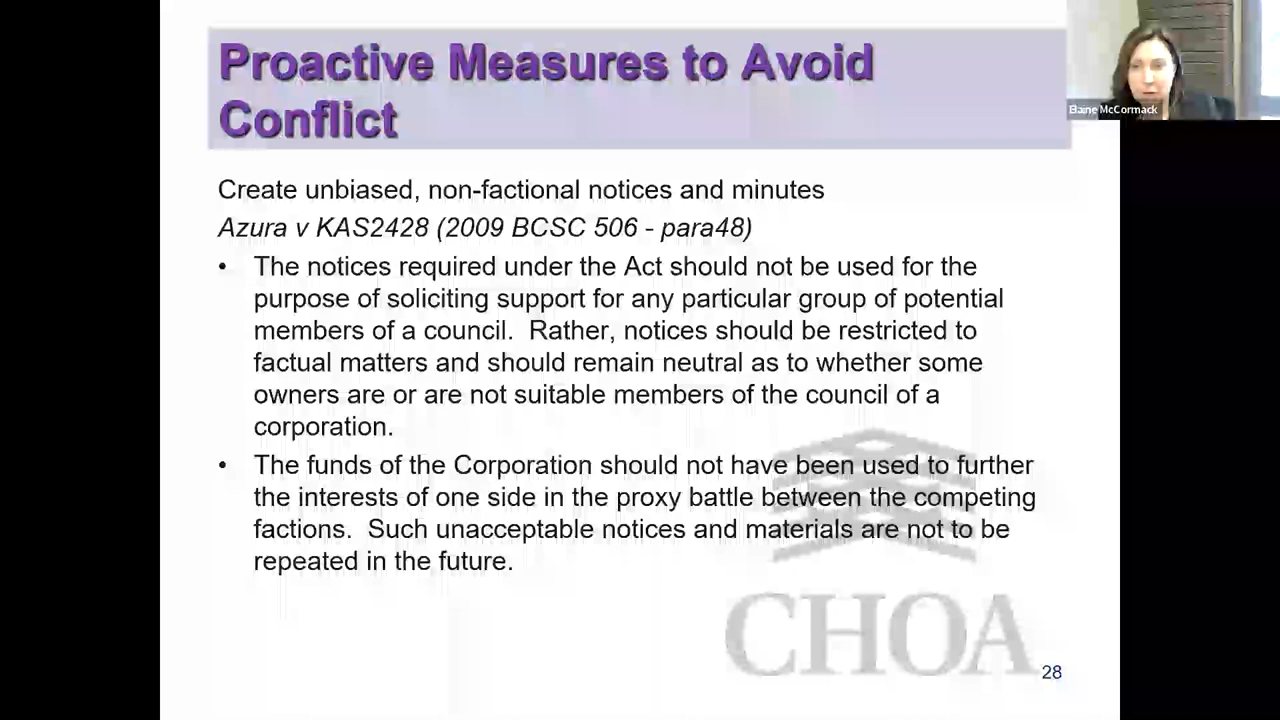 Proactive Measures to Avoid
Conflict
Elaine McCormack
Create unbiased, non-factional notices and minutes
Azura v KAS2428 (2009 BCSC 506 - para48)
• The notices required under the Act should not be used for the
purpose of soliciting support for any particular group of potential
members of a council.  Rather, notices should be restricted to
factual matters and should remain neutral as to whether some
owners are or are not suitable members of the council of a
corporation.
• The funds of the Corporation should not have been used to further
the interests of one side in the proxy battle between the competing
factions.  Such unacceptable notices and materials are not to be
repeated in the future.
CHOA
28